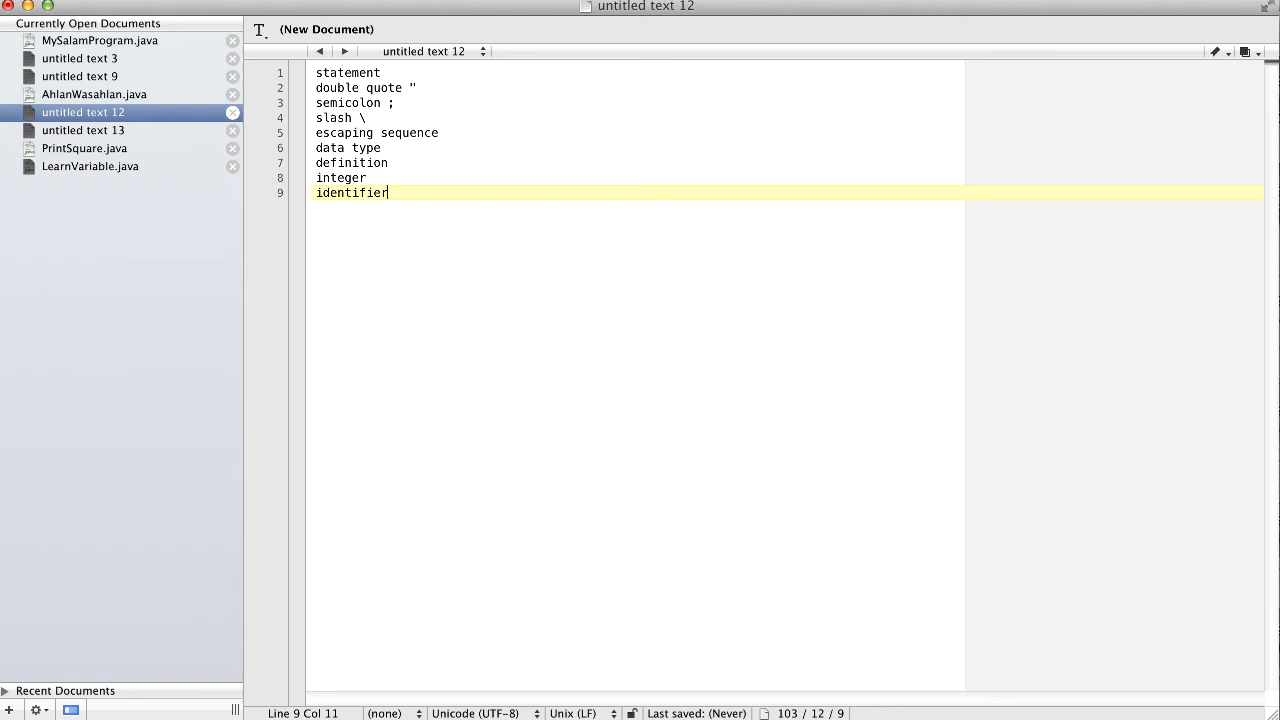 untitled text 12
Currently Open Documents
MySalamProgram.java
untitled text 3
untitled text 9
AhlanWasahlan.java
untitled text 12
untitled text 13
PrintSquare.java
LearnVariable.java
(New Document)
untitled text 12
1 statement
2 double quote "
3 semicolon ;
4 slash \
5 escaping sequence
6 data type
7 definition
8 integer
9 identifier
Recent Documents
Line 9 Col 11 (none) Unicode (UTF-8) Unix (LF) Last saved: (Never) 103 / 12 / 9